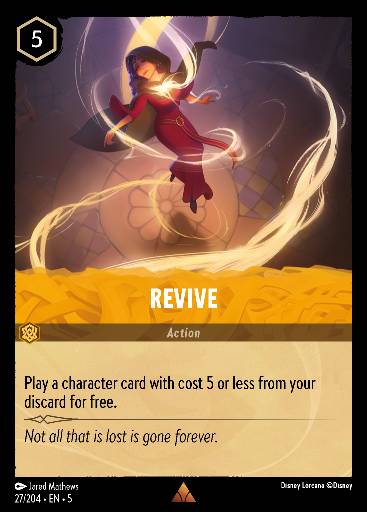 5
REVIVE
Action
Play a character card with cost 5 or less from your
discard for free.
Not all that is lost is gone forever.
Jared Mathews
27/204 • EN • 5
Disney Lorcana ©Disney